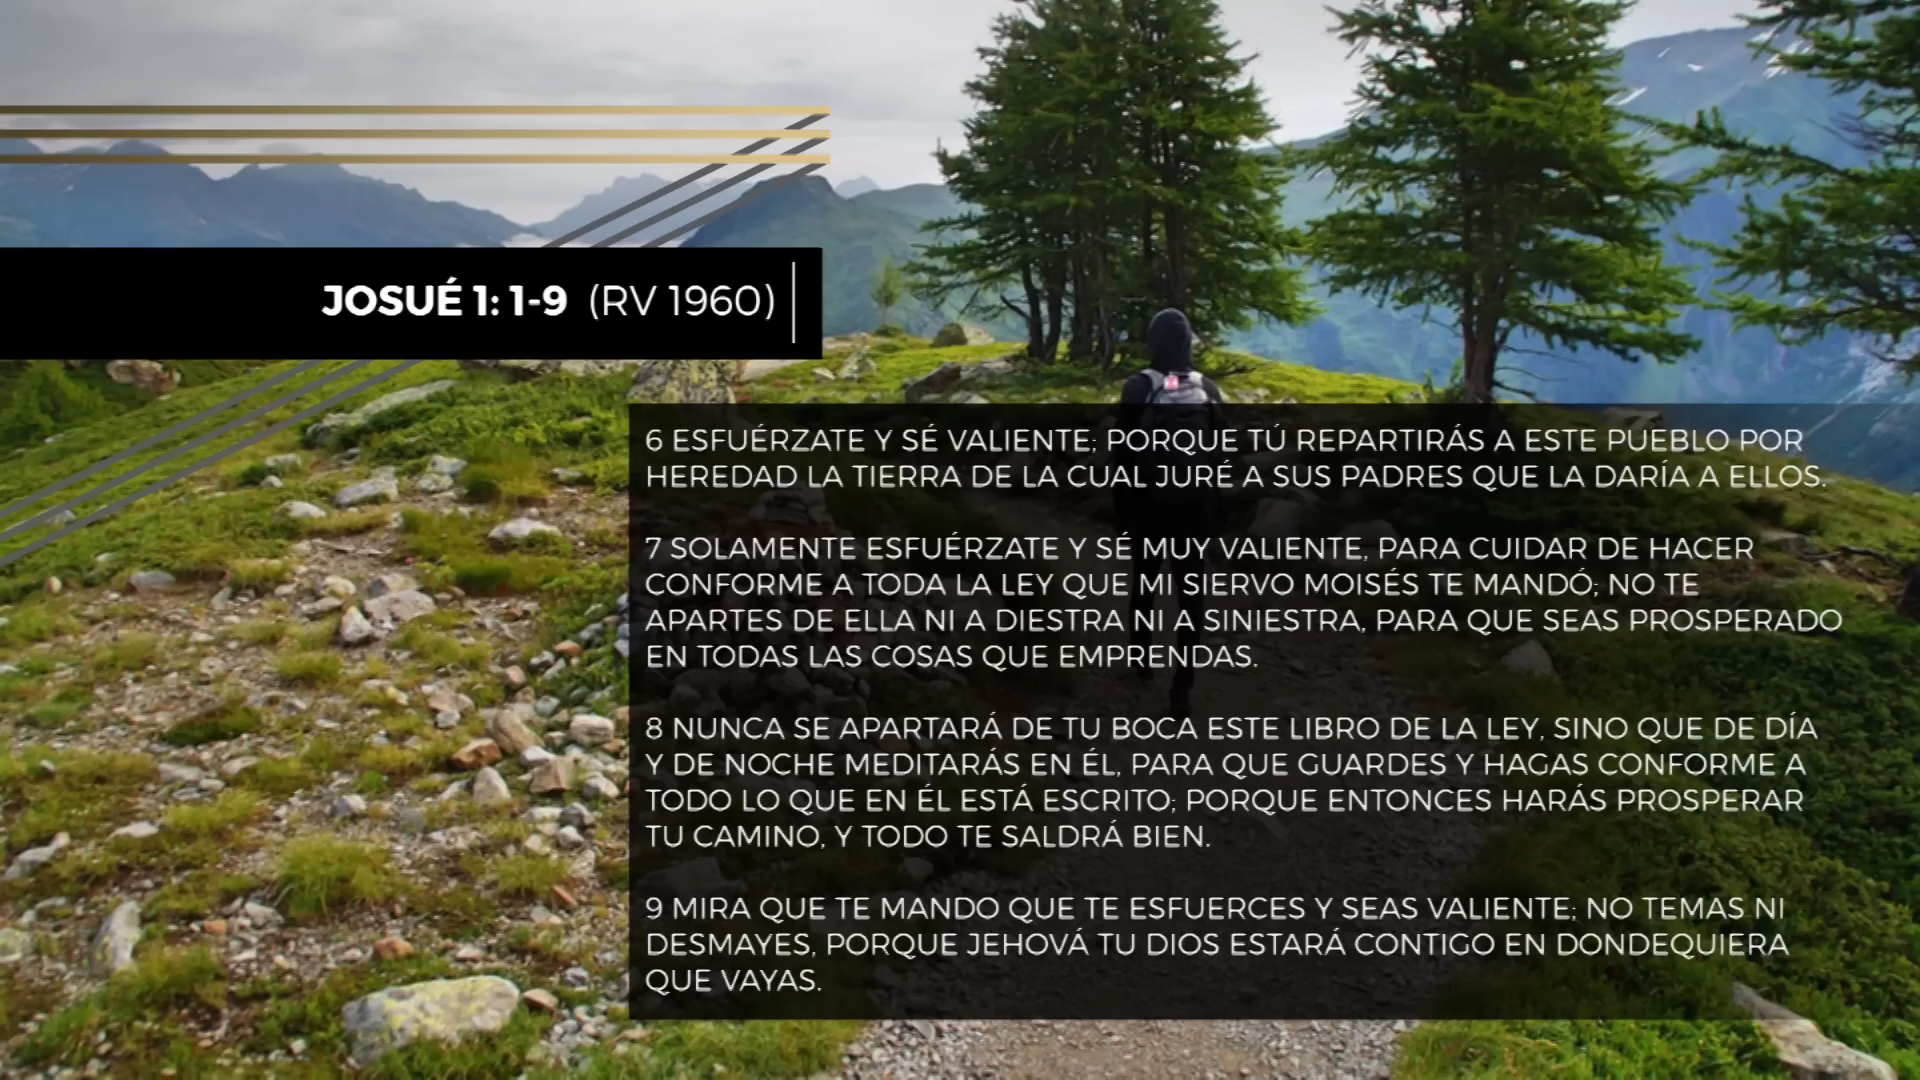 JOSUÉ 1: 1-9 (RV 1960)
6 ESFUÉRZATE Y SÉ VALIENTE; PORQUE TÚ REPARTIRÁS A ESTE PUEBLO POR
HEREDAD LA TIERRA DE LA CUAL JURÉ A SUS PADRES QUE LA DARÍA A ELLOS.
7 SOLAMENTE ESFUÉRZATE Y SÉ MUY VALIENTE, PARA CUIDAR DE HACER
CONFORME A TODA LA LEY QUE MI SIERVO MOISÉS TE MANDÓ; NO TE
APARTES DE ELLA NI A DIESTRA NI A SINIESTRA, PARA QUE SEAS PROSPERADO
EN TODAS LAS COSAS QUE EMPRENDAS.
8 NUNCA SE APARTARÁ DE TU BOCA ESTE LIBRO DE LA LEY, SINO QUE DE DÍA
Y DE NOCHE MEDITARÁS EN ÉL, PARA QUE GUARDES Y HAGAS CONFORME A
TODO LO QUE EN ÉL ESTÁ ESCRITO; PORQUE ENTONCES HARÁS PROSPERAR
TU CAMINO, Y TODO TE SALDRÁ BIEN.
9 MIRA QUE TE MANDO QUE TE ESFUERCES Y SEAS VALIENTE; NO TEMAS NI
DESMAYES, PORQUE JEHOVÁ TU DIOS ESTARÁ CONTIGO EN DONDEQUIERA
QUE VAYAS.